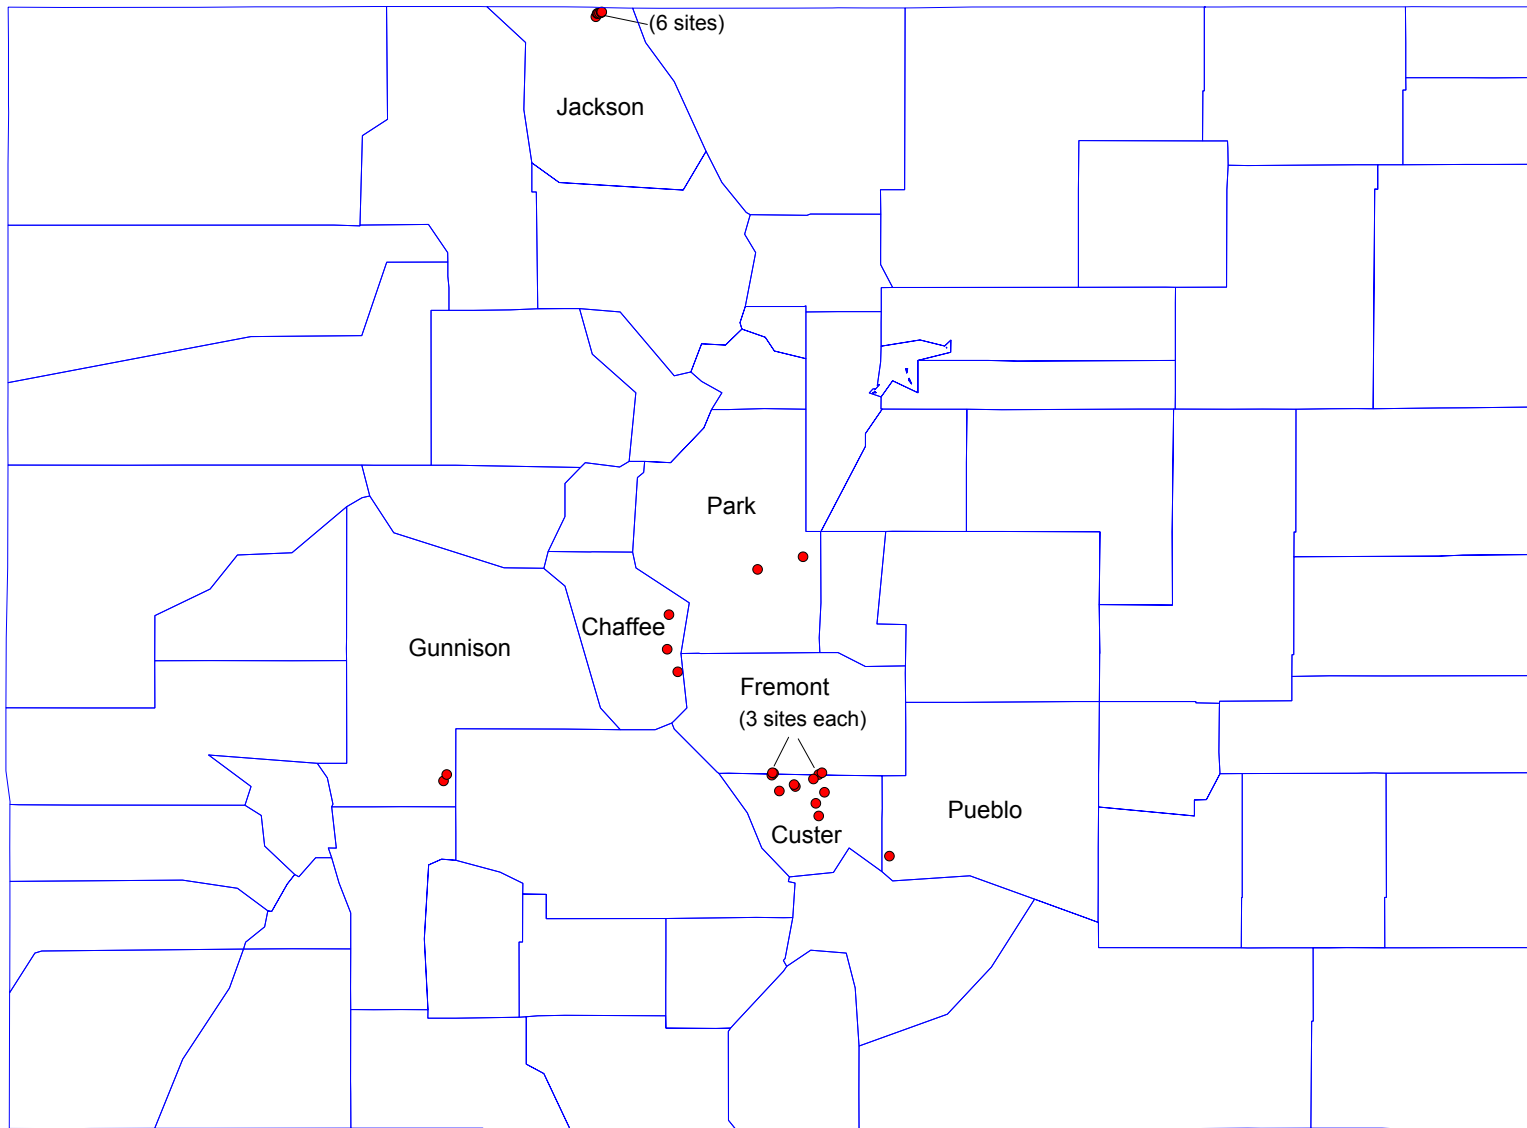 (6 sites)
Jackson
Park
Chaffee
Gunnison
Fremont
(3 sites each)
Pueblo
Custer